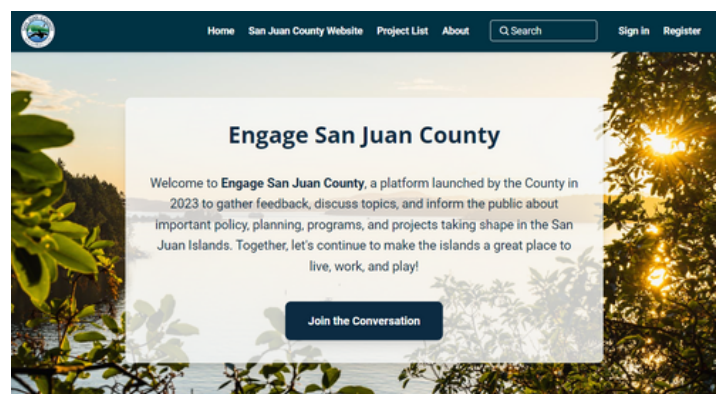 Home San Juan County Website Project List About Search Sign in Register
Engage San Juan County
Welcome to Engage San Juan County, a platform launched by the County in
2023 to gather feedback, discuss topics, and inform the public about
important policy, planning, programs, and projects taking shape in the San
Juan Islands. Together, let's continue to make the islands a great place to
live, work, and play!
Join the Conversation